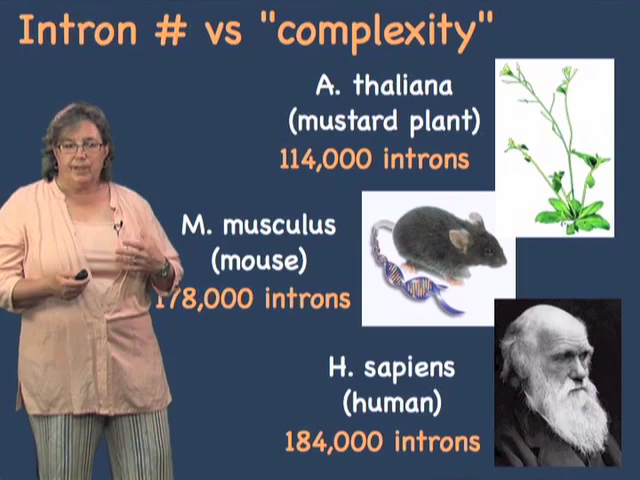 Intron # vs "complexity"
A. thaliana
(mustard plant)
114,000 introns
M. musculus
(mouse)
178,000 introns
H. sapiens
(human)
184,000 introns